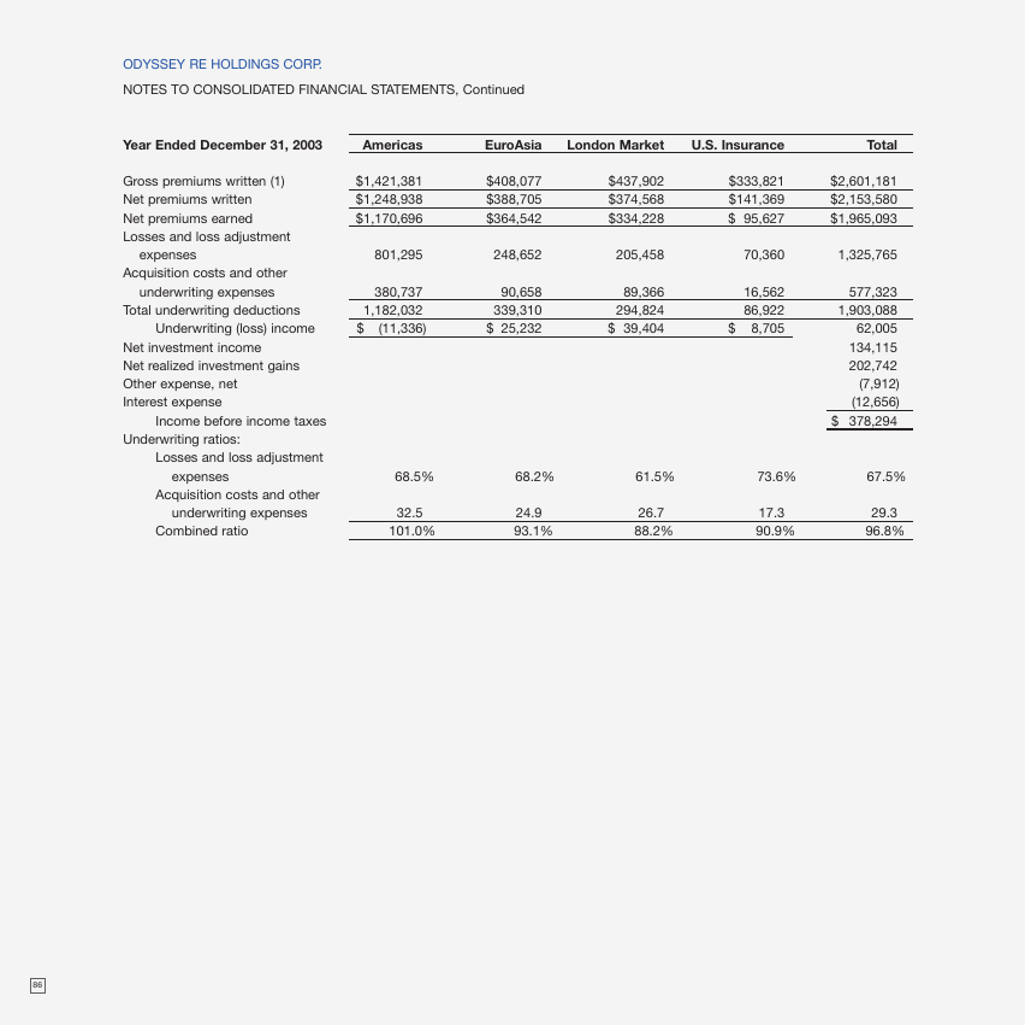 ODYSSEY RE HOLDINGS CORP.
NOTES TO CONSOLIDATED FINANCIAL STATEMENTS, Continued
Year Ended December 31, 2003 Americas EuroAsia London Market U.S. Insurance Total
Gross premiums written (1) $1,421,381 $408,077 $437,902 $333,821 $2,601,181
Net premiums written $1,248,938 $388,705 $374,568 $141,369 $2,153,580
Net premiums earned $1,170,696 $364,542 $334,228 $ 95,627 $1,965,093
Losses and loss adjustment
expenses 801,295 248,652 205,458 70,360 1,325,765
Acquisition costs and other
underwriting expenses 380,737 90,658 89,366 16,562 577,323
Total underwriting deductions 1,182,032 339,310 294,824 86,922 1,903,088
Underwriting (loss) income $ (11,336) $ 25,232 $ 39,404 $ 8,705 62,005
Net investment income 134,115
Net realized investment gains 202,742
Other expense, net (7,912)
Interest expense (12,656)
Income before income taxes $ 378,294
Underwriting ratios:
Losses and loss adjustment
expenses 68.5% 68.2% 61.5% 73.6% 67.5%
Acquisition costs and other
underwriting expenses 32.5 24.9 26.7 17.3 29.3
Combined ratio 101.0% 93.1% 88.2% 90.9% 96.8%
86